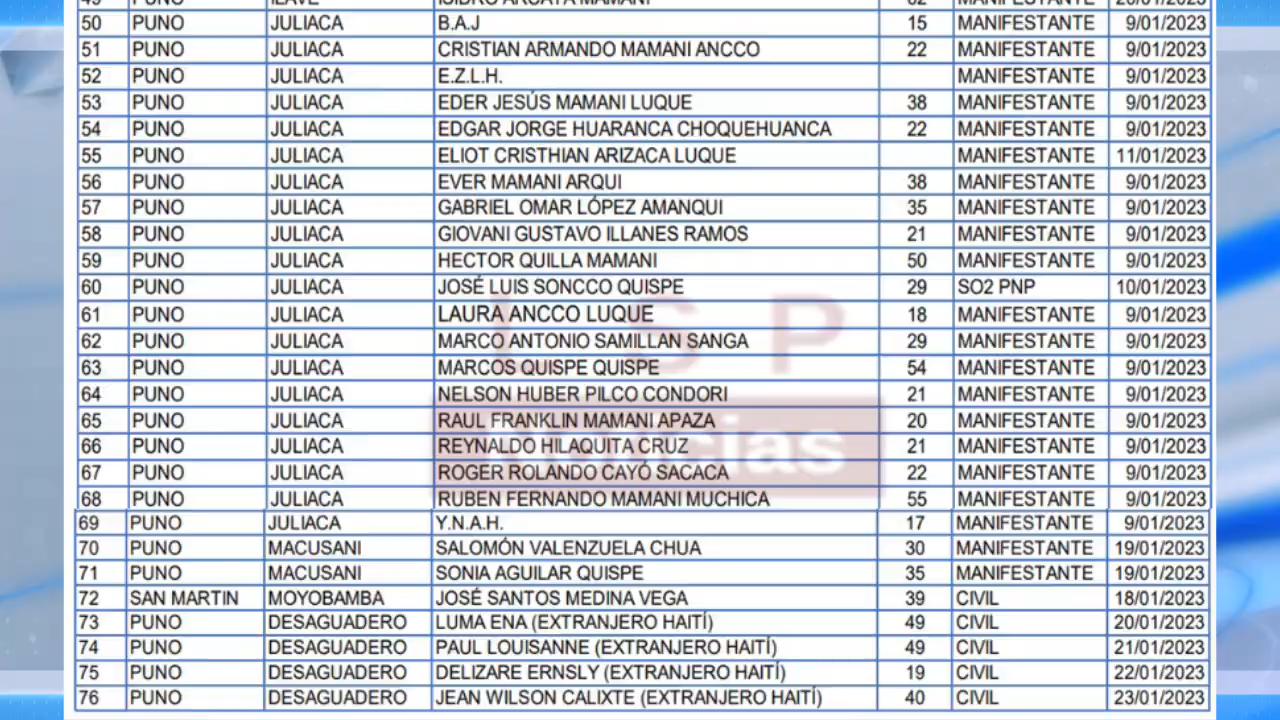 49 PUNO ILAVE ISIDRO ARCATA MAMANI 62 MANIFESTANTE 20/01/2023
50 PUNO JULIACA B.A.J 15 MANIFESTANTE 9/01/2023
51 PUNO JULIACA CRISTIAN ARMANDO MAMANI ANCCO 22 MANIFESTANTE 9/01/2023
52 PUNO JULIACA E.Z.L.H. MANIFESTANTE 9/01/2023
53 PUNO JULIACA EDER JESÚS MAMANI LUQUE 38 MANIFESTANTE 9/01/2023
54 PUNO JULIACA EDGAR JORGE HUARANCA CHOQUEHUANCA 22 MANIFESTANTE 9/01/2023
55 PUNO JULIACA ELIOT CRISTHIAN ARIZACA LUQUE MANIFESTANTE 11/01/2023
56 PUNO JULIACA EVER MAMANI ARQUI 38 MANIFESTANTE 9/01/2023
57 PUNO JULIACA GABRIEL OMAR LÓPEZ AMANQUI 35 MANIFESTANTE 9/01/2023
58 PUNO JULIACA GIOVANI GUSTAVO ILLANES RAMOS 21 MANIFESTANTE 9/01/2023
59 PUNO JULIACA HECTOR QUILLA MAMANI 50 MANIFESTANTE 9/01/2023
60 PUNO JULIACA JOSÉ LUIS SONCCO QUISPE 29 SO2 PNP 10/01/2023
61 PUNO JULIACA LAURA ANCCO LUQUE 18 MANIFESTANTE 9/01/2023
62 PUNO JULIACA MARCO ANTONIO SAMILLAN SANGA 29 MANIFESTANTE 9/01/2023
63 PUNO JULIACA MARCOS QUISPE QUISPE 54 MANIFESTANTE 9/01/2023
64 PUNO JULIACA NELSON HUBER PILCO CONDORI 21 MANIFESTANTE 9/01/2023
65 PUNO JULIACA RAUL FRANKLIN MAMANI APAZA 20 MANIFESTANTE 9/01/2023
66 PUNO JULIACA REYNALDO HILAQUITA CRUZ 21 MANIFESTANTE 9/01/2023
67 PUNO JULIACA ROGER ROLANDO CAYÓ SACACA 22 MANIFESTANTE 9/01/2023
68 PUNO JULIACA RUBEN FERNANDO MAMANI MUCHICA 55 MANIFESTANTE 9/01/2023
69 PUNO JULIACA Y.N.A.H. 17 MANIFESTANTE 9/01/2023
70 PUNO MACUSANI SALOMÓN VALENZUELA CHUA 30 MANIFESTANTE 19/01/2023
71 PUNO MACUSANI SONIA AGUILAR QUISPE 35 MANIFESTANTE 19/01/2023
72 SAN MARTIN MOYOBAMBA JOSÉ SANTOS MEDINA VEGA 39 CIVIL 18/01/2023
73 PUNO DESAGUADERO LUMA ENA (EXTRANJERO HAITÍ) 49 CIVIL 20/01/2023
74 PUNO DESAGUADERO PAUL LOUISANNE (EXTRANJERO HAITÍ) 49 CIVIL 21/01/2023
75 PUNO DESAGUADERO DELIZARE ERNSLY (EXTRANJERO HAITÍ) 19 CIVIL 22/01/2023
76 PUNO DESAGUADERO JEAN WILSON CALIXTE (EXTRANJERO HAITÍ) 40 CIVIL 23/01/2023